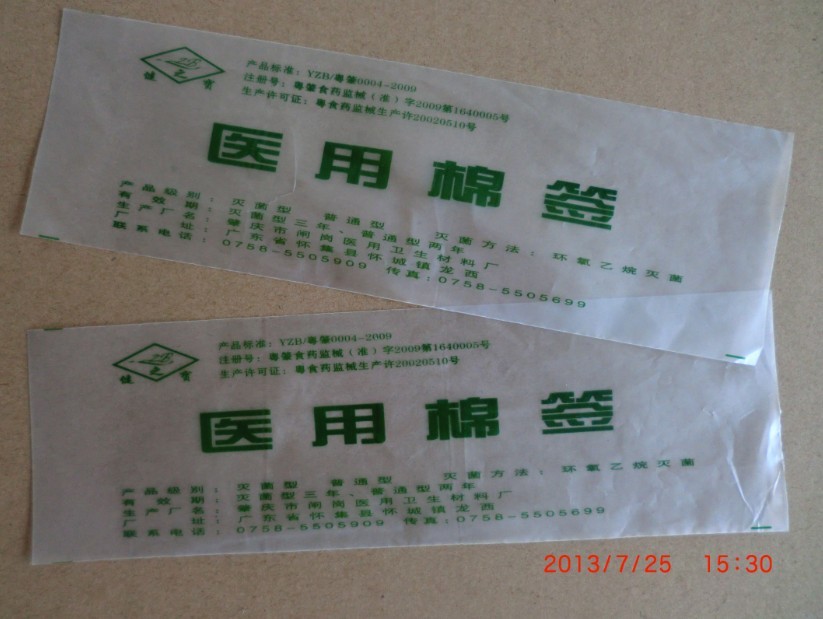 健之宝
产品标准：YZB/粤肇0004-2009
注册号：粤肇食药监械（准）字2009第1640005号
生产许可证：粤食药监械生产许20020510号
医用棉签
产品级别：灭菌型 普通型 灭菌方法：环氧乙烷灭菌
有效期：灭菌型三年、普通型两年
生产厂名：肇庆市闸岗医用卫生材料厂
厂址：广东省怀集县怀城镇龙西
联系电话：0758-5505909 传真:0758-5505699
健之宝
产品标准：YZB/粤肇0004-2009
注册号：粤肇食药监械（准）字2009第1640005号
生产许可证：粤食药监械生产许20020510号
医用棉签
产品级别：灭菌型 普通型 灭菌方法：环氧乙烷灭菌
有效期：灭菌型三年、普通型两年
生产厂名：肇庆市闸岗医用卫生材料厂
厂址：广东省怀集县怀城镇龙西
联系电话：0758-5505909 传真:0758-5505699
2013/7/25 15:30